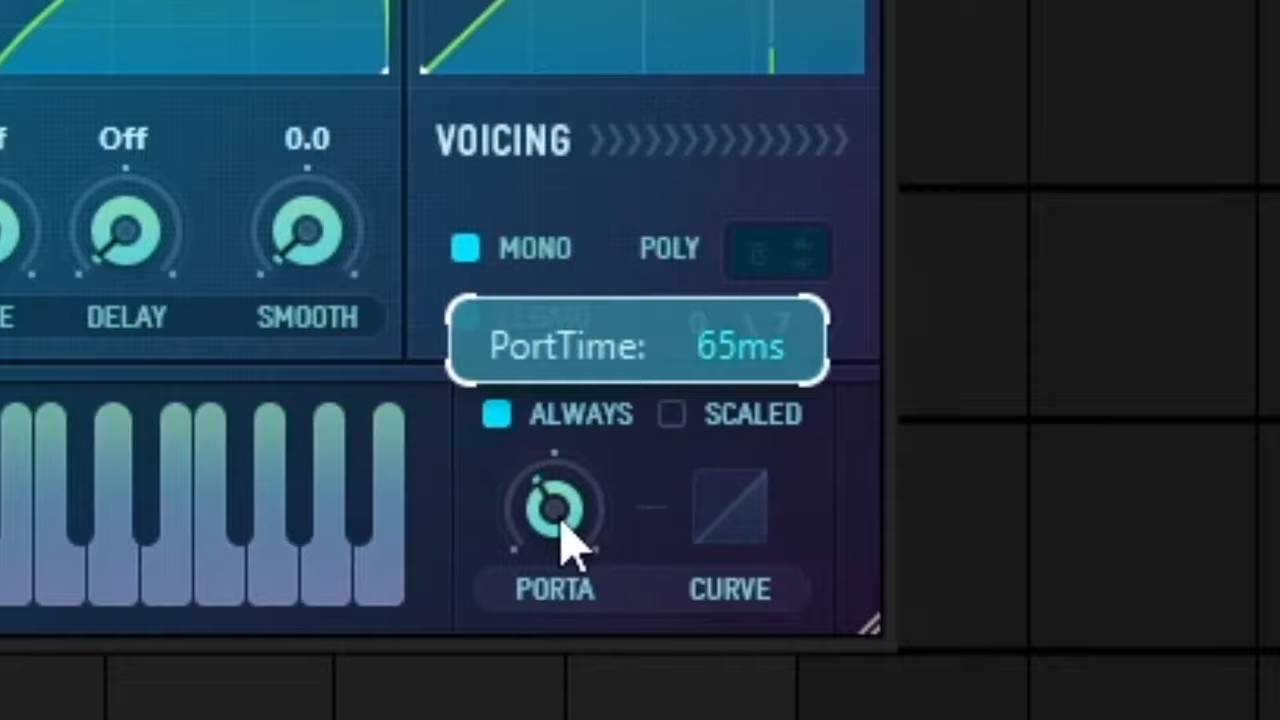 Off 0.0
VOICING
MONO POLY
DELAY SMOOTH
PortTime: 65ms
ALWAYS SCALED
PORTA CURVE